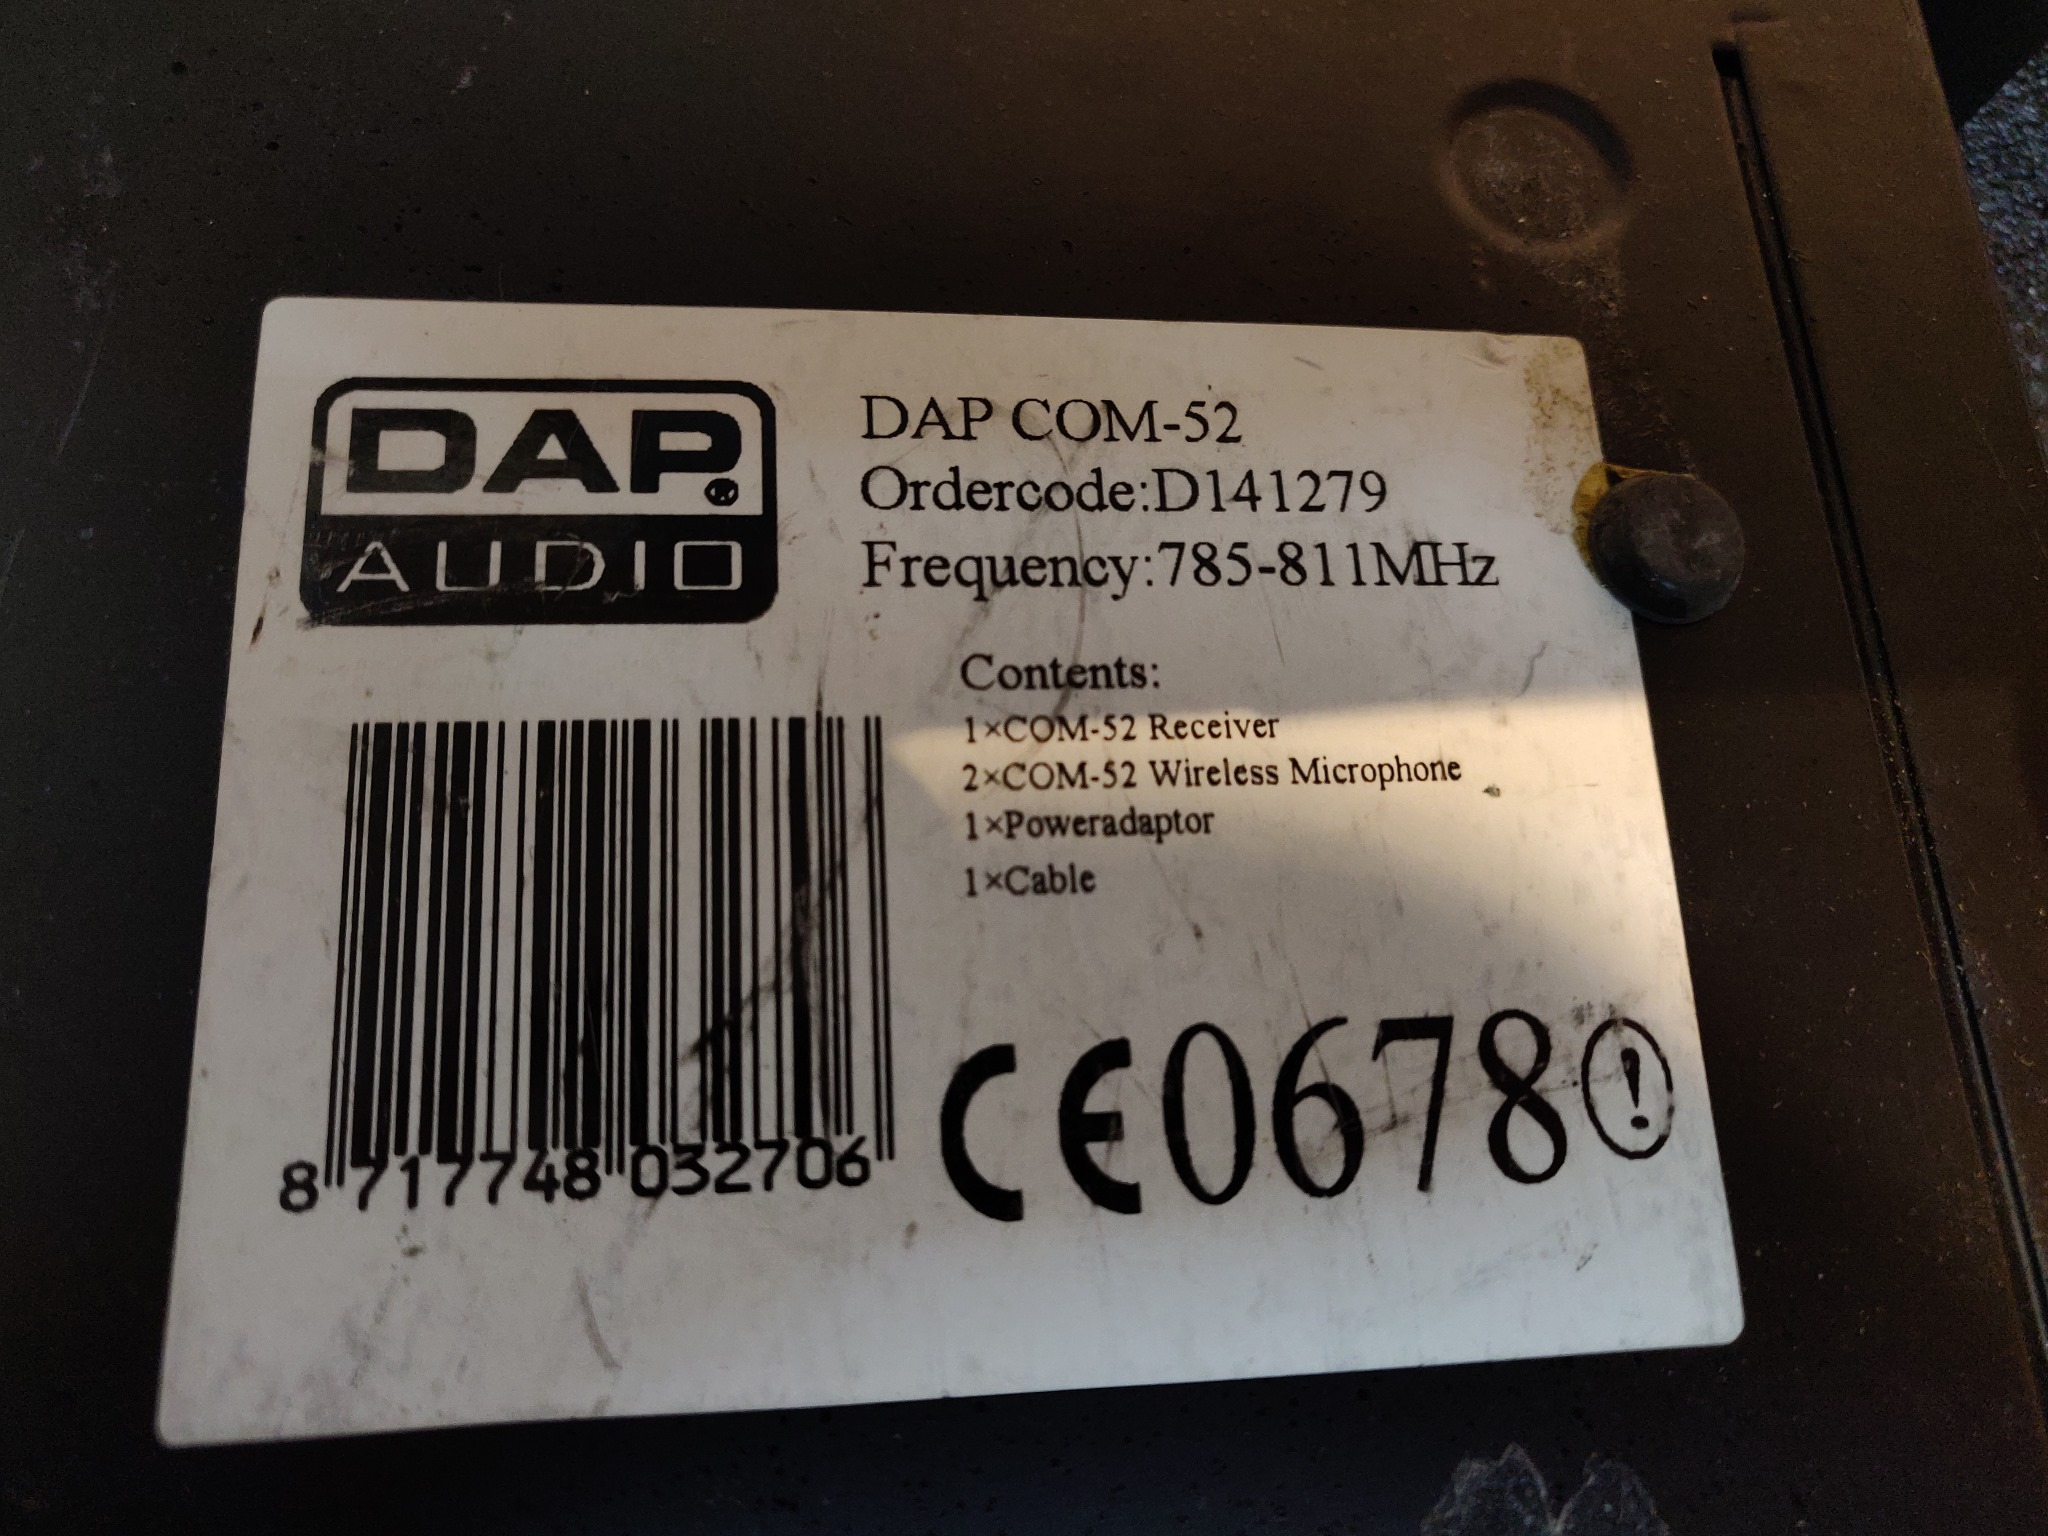 DAP®
AUDIO
DAP COM-52
Ordercode:D141279
Frequency:785-811MHz
Contents:
1×COM-52 Receiver
2×COM-52 Wireless Microphone
1×Poweradaptor
1×Cable
8 717748 032706
CE0678!